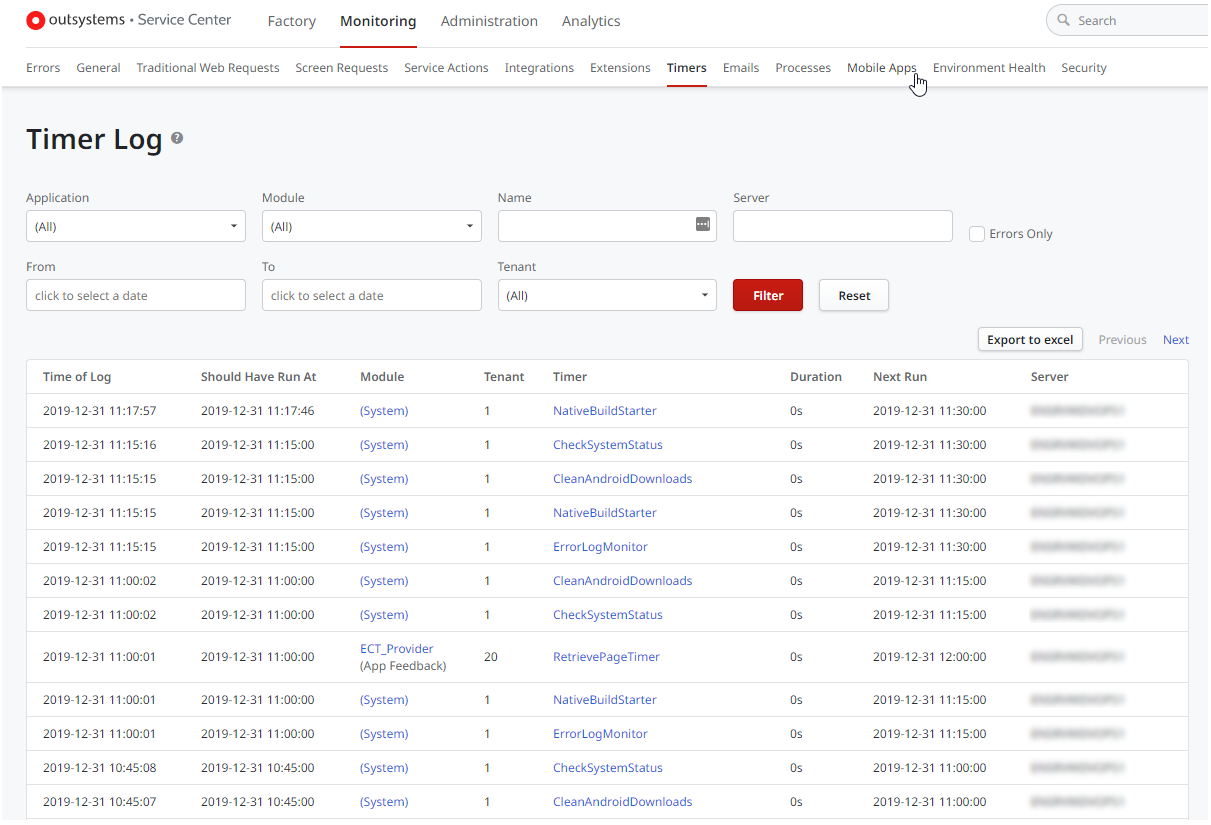 outsystems • Service Center Factory Monitoring Administration Analytics Search
Errors General Traditional Web Requests Screen Requests Service Actions Integrations Extensions Timers Emails Processes Mobile Apps Environment Health Security
Timer Log ?
Application Module Name Server
(All) (All) Errors Only
From To Tenant
click to select a date click to select a date (All) Filter Reset
Export to excel Previous Next
Time of Log Should Have Run At Module Tenant Timer Duration Next Run Server
2019-12-31 11:17:57 2019-12-31 11:17:46 (System) 1 NativeBuildStarter 0s 2019-12-31 11:30:00
2019-12-31 11:15:16 2019-12-31 11:15:00 (System) 1 CheckSystemStatus 0s 2019-12-31 11:30:00
2019-12-31 11:15:15 2019-12-31 11:15:00 (System) 1 CleanAndroidDownloads 0s 2019-12-31 11:30:00
2019-12-31 11:15:15 2019-12-31 11:15:00 (System) 1 NativeBuildStarter 0s 2019-12-31 11:30:00
2019-12-31 11:15:15 2019-12-31 11:15:00 (System) 1 ErrorLogMonitor 0s 2019-12-31 11:30:00
2019-12-31 11:00:02 2019-12-31 11:00:00 (System) 1 CleanAndroidDownloads 0s 2019-12-31 11:15:00
2019-12-31 11:00:02 2019-12-31 11:00:00 (System) 1 CheckSystemStatus 0s 2019-12-31 11:15:00
2019-12-31 11:00:01 2019-12-31 11:00:00 ECT_Provider (App Feedback) 20 RetrievePageTimer 0s 2019-12-31 12:00:00
2019-12-31 11:00:01 2019-12-31 11:00:00 (System) 1 NativeBuildStarter 0s 2019-12-31 11:15:00
2019-12-31 11:00:01 2019-12-31 11:00:00 (System) 1 ErrorLogMonitor 0s 2019-12-31 11:15:00
2019-12-31 10:45:08 2019-12-31 10:45:00 (System) 1 CheckSystemStatus 0s 2019-12-31 11:00:00
2019-12-31 10:45:07 2019-12-31 10:45:00 (System) 1 CleanAndroidDownloads 0s 2019-12-31 11:00:00